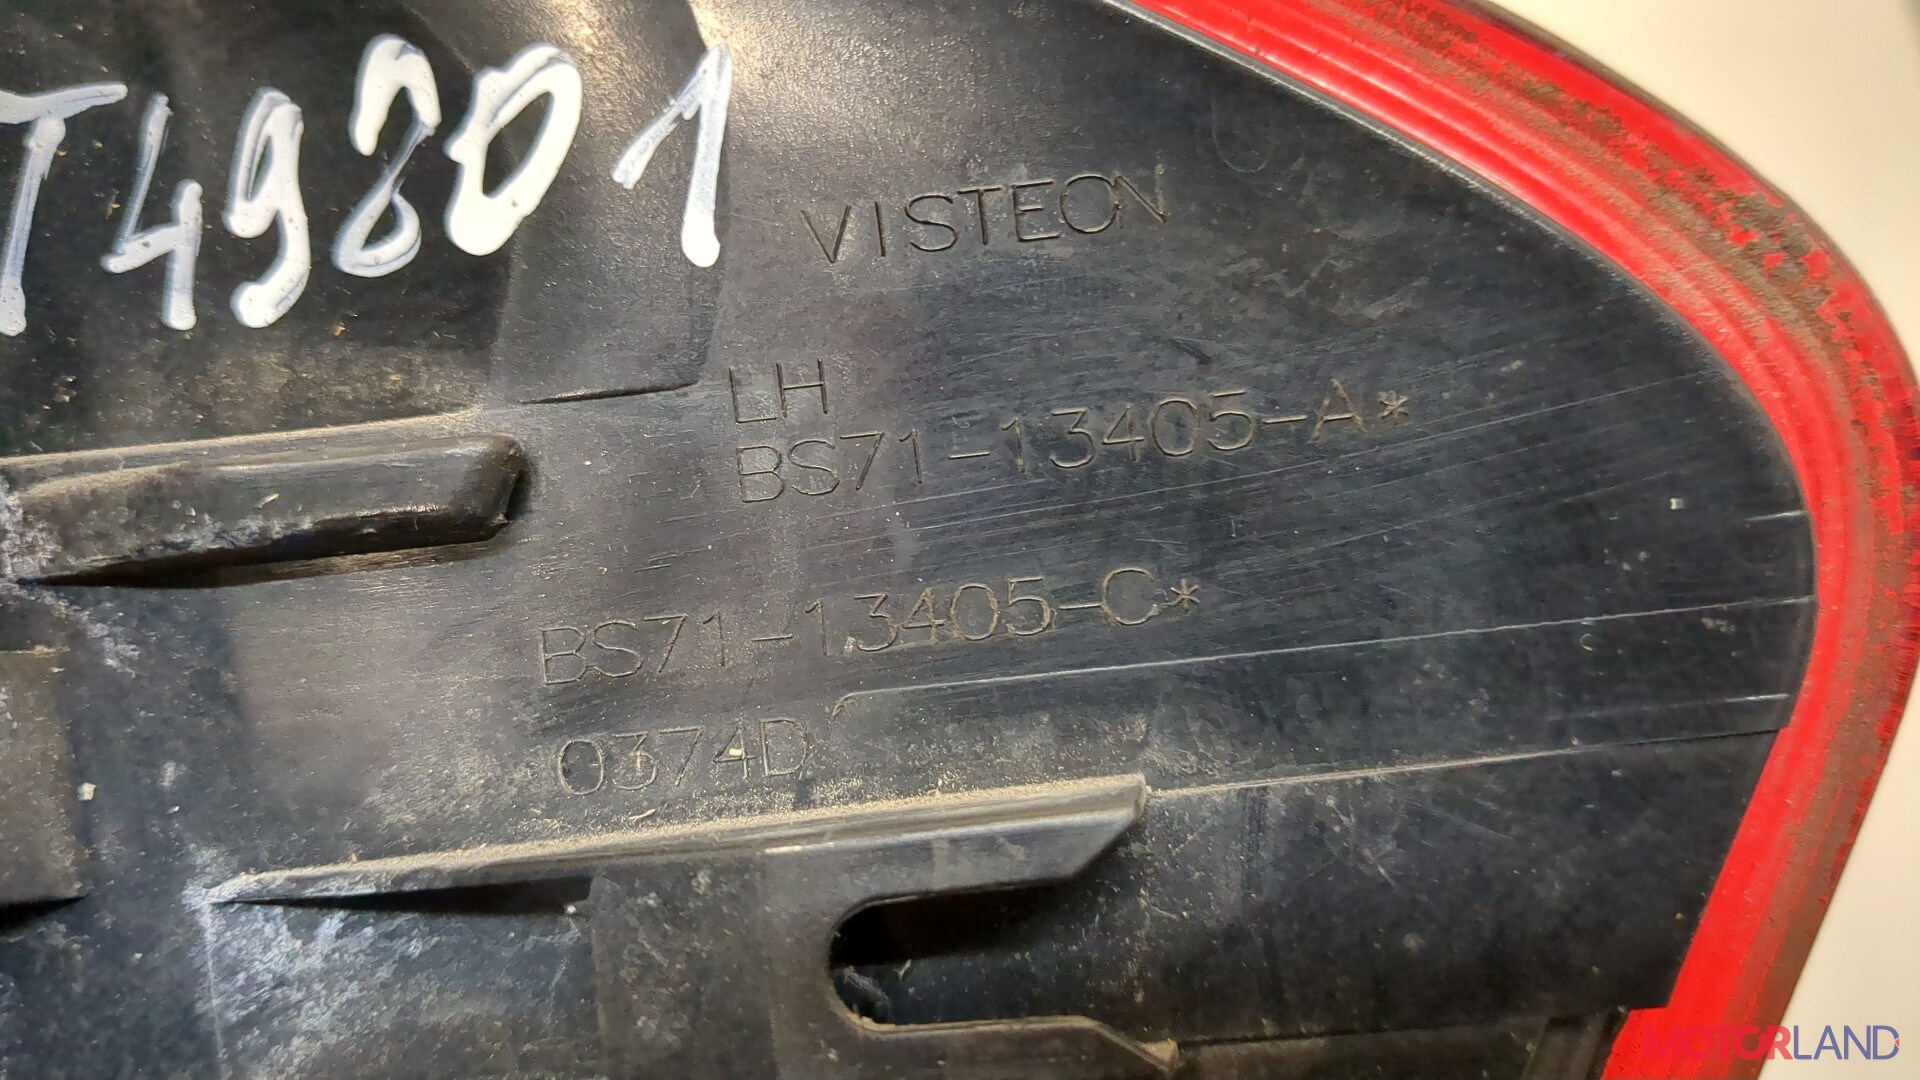 T49801
VISTEON
LH
BS71-13405-A*
BS71-13405-C*
0374D
MOTORLAND